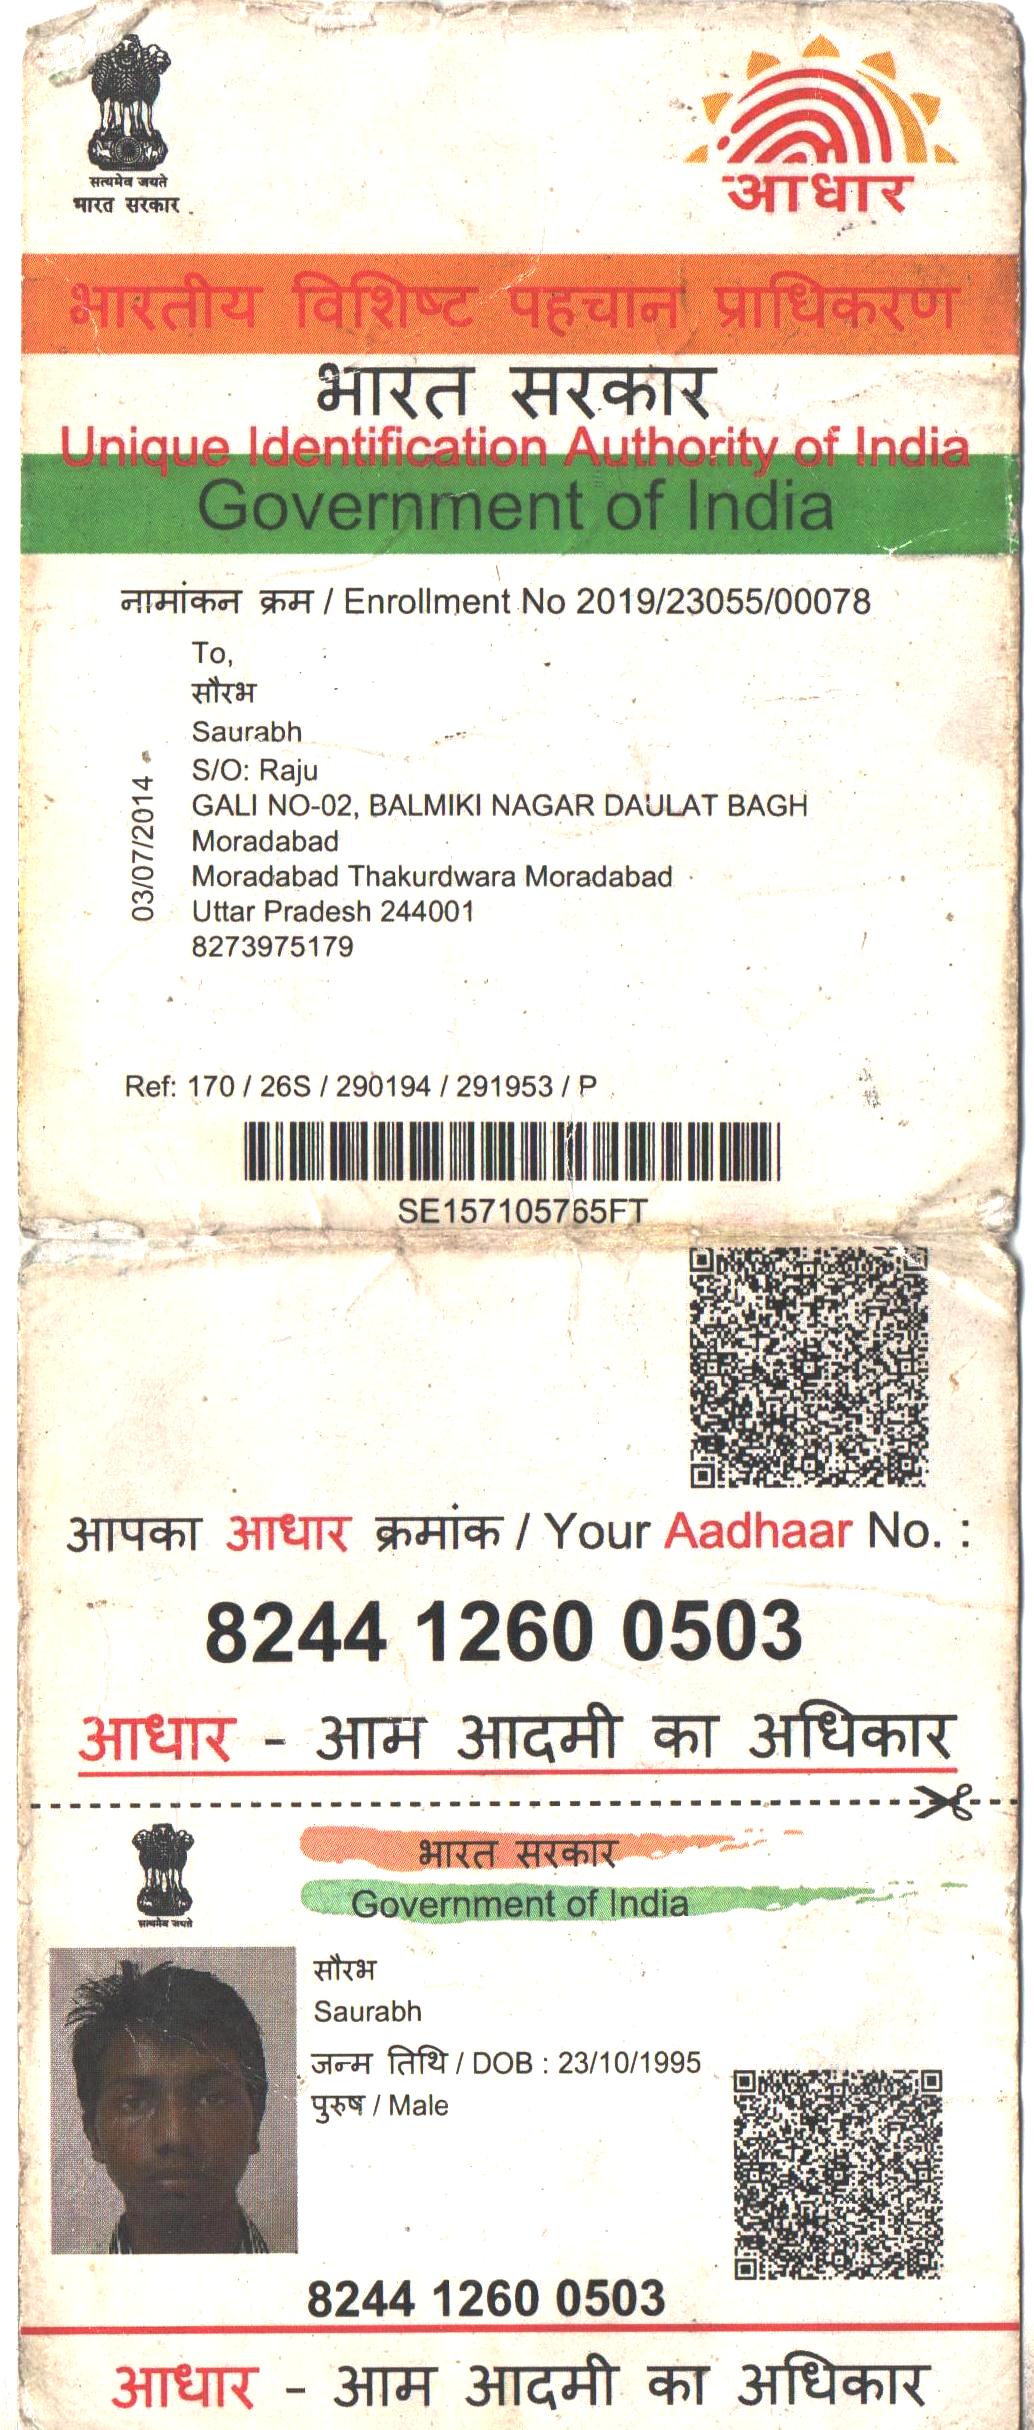 सत्यमेव जयते
भारत सरकार
आधार
भारतीय विशिष्ट पहचान प्राधिकरण
भारत सरकार
Unique Identification Authority of India
Government of India
नामांकन क्रम / Enrollment No 2019/23055/00078
To,
सौरभ
Saurabh
S/O: Raju
GALI NO-02, BALMIKI NAGAR DAULAT BAGH
Moradabad
Moradabad Thakurdwara Moradabad
Uttar Pradesh 244001
8273975179
03/07/2014
Ref: 170 / 26S / 290194 / 291953 / P
SE157105765FT
आपका आधार क्रमांक / Your Aadhaar No. :
8244 1260 0503
आधार - आम आदमी का अधिकार
सत्यमेव जयते
भारत सरकार
Government of India
सौरभ
Saurabh
जन्म तिथि / DOB : 23/10/1995
पुरुष / Male
8244 1260 0503
आधार - आम आदमी का अधिकार